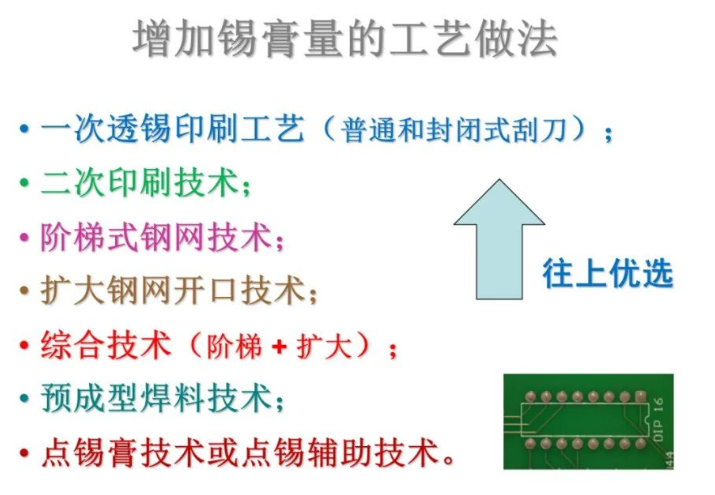 增加锡膏量的工艺做法
• 一次透锡印刷工艺（普通和封闭式刮刀）；
• 二次印刷技术；
• 阶梯式钢网技术；
• 扩大钢网开口技术；
往上优选
• 综合技术（阶梯 + 扩大）；
• 预成型焊料技术；
• 点锡膏技术或点锡辅助技术。
DIP 16
44